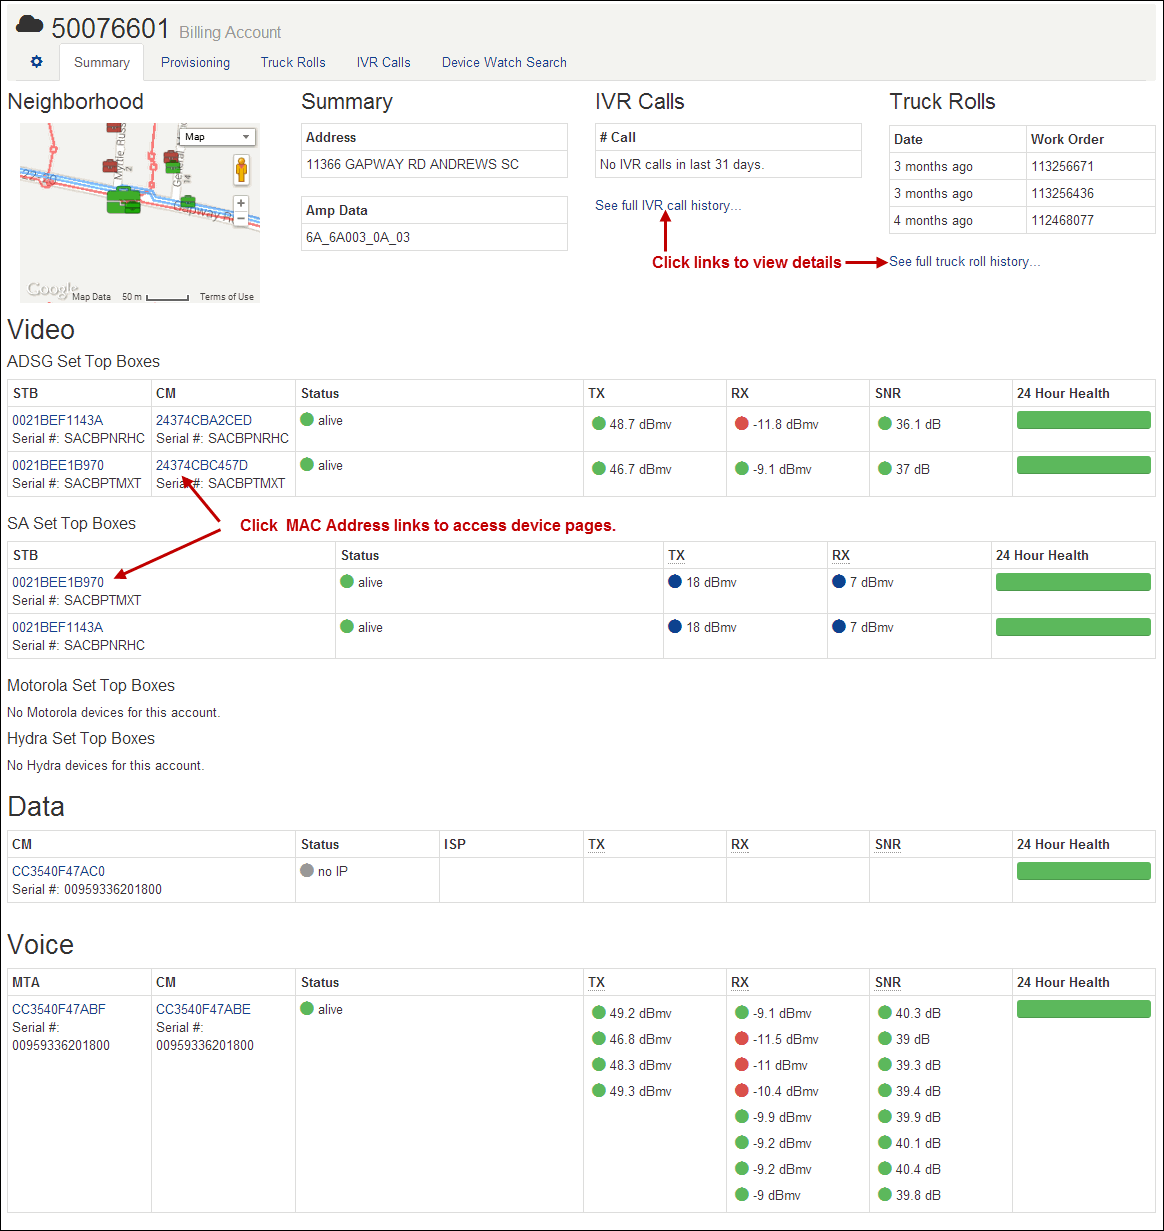 50076601 Billing Account
Summary Provisioning Truck Rolls IVR Calls Device Watch Search
Neighborhood
Map
Myrtle Russ
2
14
Gapway R
Google
Map Data 50 m Terms of Use
Summary
Address
11366 GAPWAY RD ANDREWS SC
Amp Data
6A_6A003_0A_03
IVR Calls
# Call
No IVR calls in last 31 days.
See full IVR call history...
Truck Rolls
Date Work Order
3 months ago 113256671
3 months ago 113256436
4 months ago 112468077
Click links to view details
See full truck roll history...
Video
ADSG Set Top Boxes
STB CM Status TX RX SNR 24 Hour Health
0021BEF1143A 24374CBA2CED alive 48.7 dBmv -11.8 dBmv 36.1 dB
Serial #: SACBPNRHC Serial #: SACBPNRHC
0021BEE1B970 24374CBC457D alive 46.7 dBmv -9.1 dBmv 37 dB
Serial #: SACBPTMXT Serial #: SACBPTMXT
SA Set Top Boxes
Click MAC Address links to access device pages.
STB Status TX RX 24 Hour Health
0021BEE1B970 alive 18 dBmv 7 dBmv
Serial #: SACBPTMXT
0021BEF1143A alive 18 dBmv 7 dBmv
Serial #: SACBPNRHC
Motorola Set Top Boxes
No Motorola devices for this account.
Hydra Set Top Boxes
No Hydra devices for this account.
Data
CM Status ISP TX RX SNR 24 Hour Health
CC3540F47AC0 no IP
Serial #: 00959336201800
Voice
MTA CM Status TX RX SNR 24 Hour Health
CC3540F47ABF CC3540F47ABE alive 49.2 dBmv -9.1 dBmv 40.3 dB
Serial #: Serial #:
00959336201800 00959336201800
46.8 dBmv -11.5 dBmv 39 dB
48.3 dBmv -11 dBmv 39.3 dB
49.3 dBmv -10.4 dBmv 39.4 dB
-9.9 dBmv 39.9 dB
-9.2 dBmv 40.1 dB
-9.2 dBmv 40.4 dB
-9 dBmv 39.8 dB